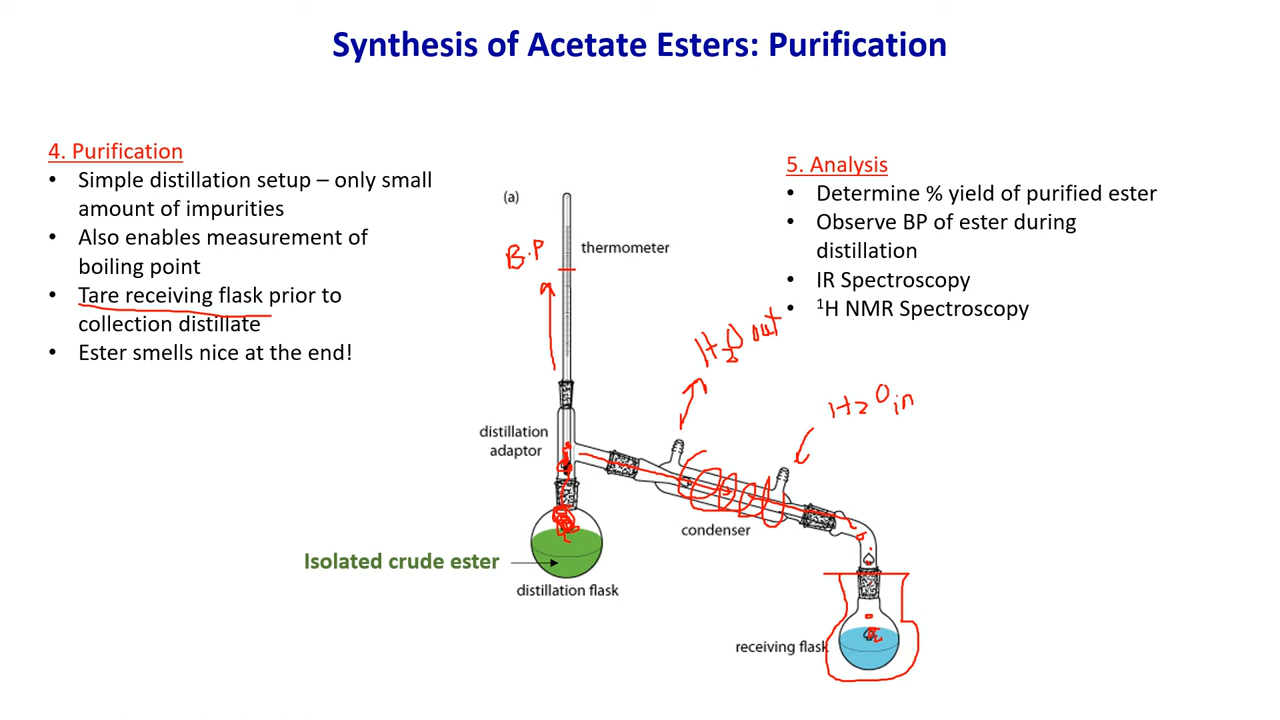 Synthesis of Acetate Esters: Purification
4. Purification
• Simple distillation setup – only small
amount of impurities
• Also enables measurement of
boiling point
• Tare receiving flask prior to
collection distillate
• Ester smells nice at the end!
5. Analysis
• Determine % yield of purified ester
• Observe BP of ester during
distillation
• IR Spectroscopy
• ¹H NMR Spectroscopy
(a)
B.P
thermometer
H₂O out
H₂O in
distillation
adaptor
condenser
Isolated crude ester
distillation flask
receiving flask